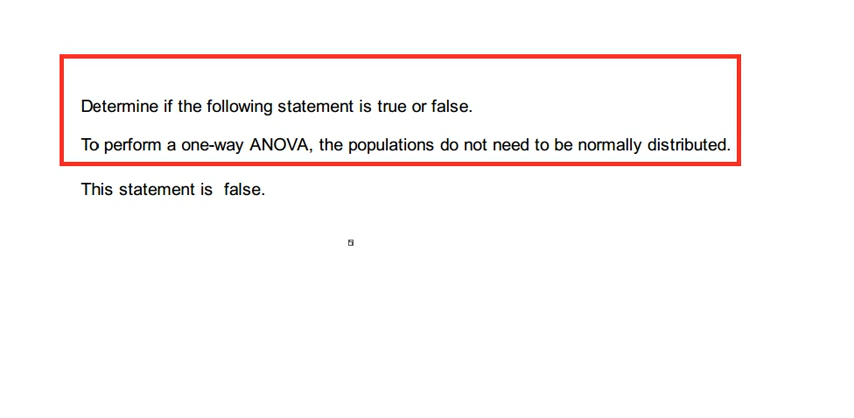 Determine if the following statement is true or false.
To perform a one-way ANOVA, the populations do not need to be normally distributed.
This statement is false.